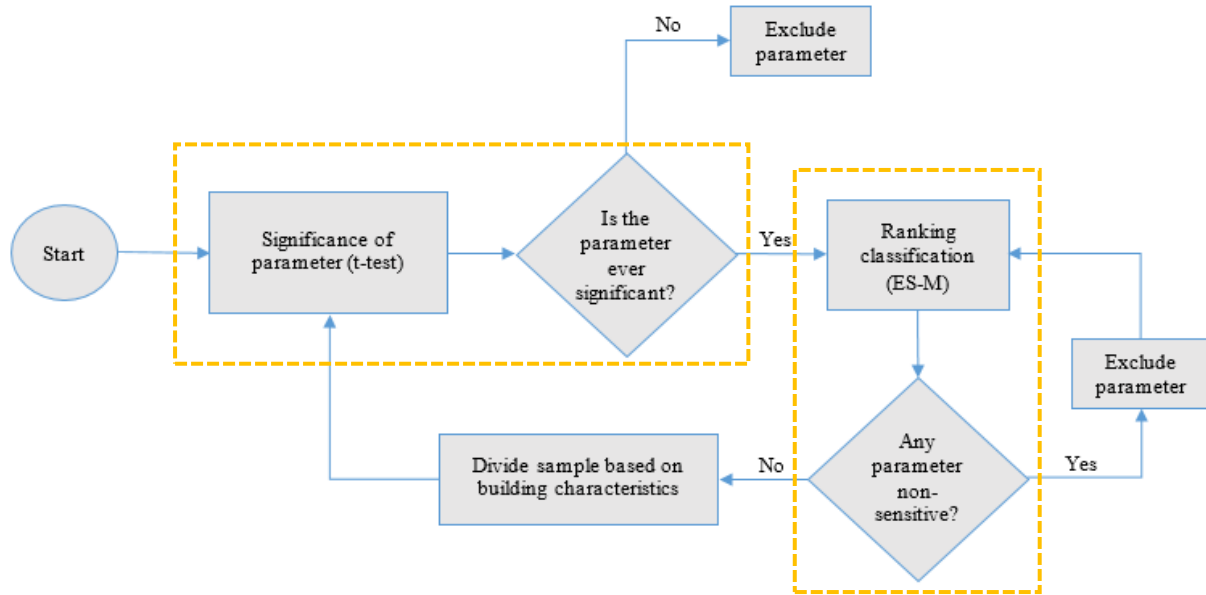 No
Exclude
parameter
Start
Significance of
parameter (t-test)
Is the
parameter
ever
significant?
Yes
Ranking
classification
(ES-M)
Exclude
parameter
Divide sample based on
building characteristics
No
Any
parameter
non-
sensitive?
Yes